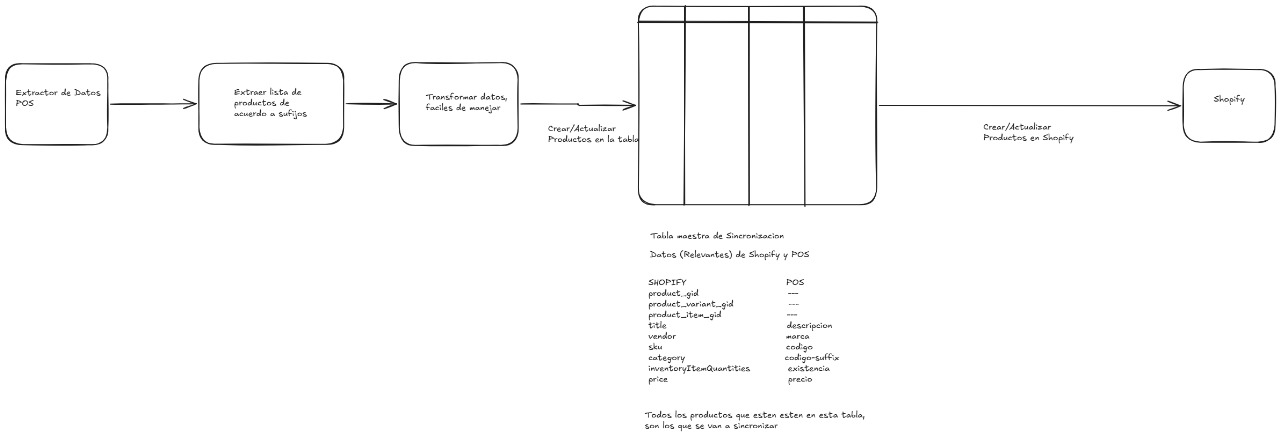 Extractor de Datos
POS
Extraer lista de
productos de
acuerdo a sufijos
Transformar datos,
faciles de manejar
Crear/Actualizar
Productos en la tabla
Crear/Actualizar
Productos en Shopify
Shopify
Tabla maestra de Sincronizacion
Datos (Relevantes) de Shopify y POS
SHOPIFY POS
product_gid ---
product_variant_gid ---
product_item_gid ---
title descripcion
vendor marca
sku codigo
category codigo-suffix
inventoryItemQuantities existencia
price precio
Todos los productos que esten esten en esta tabla,
son los que se van a sincronizar